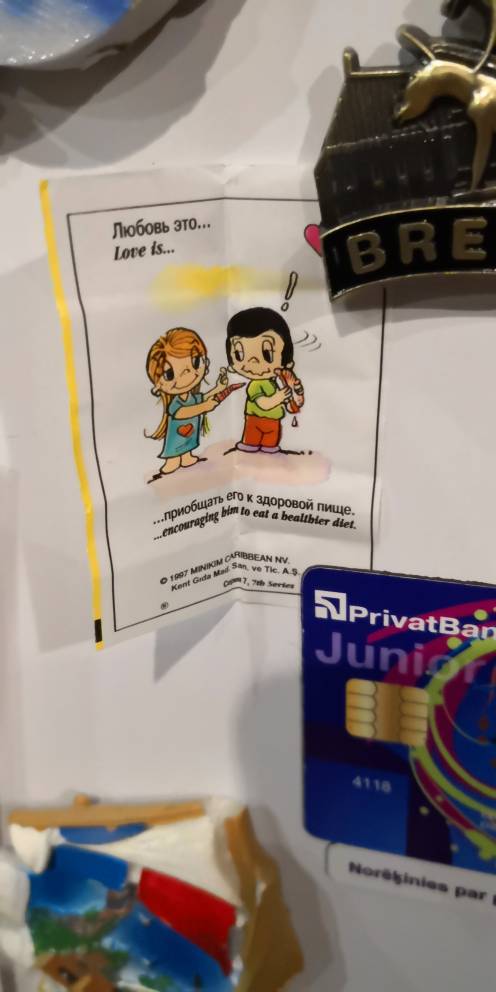 Любовь это...
Love is...
BRE
!
...приобщать его к здоровой пище.
...encouraging him to eat a healthier diet.
© 1997 MINIKIM CARIBBEAN NV.
Kent Gıda Mad. San. ve Tic. A.Ş.
7, 7th Series
®
PrivatBan
Junior
4118
Norēķinies par